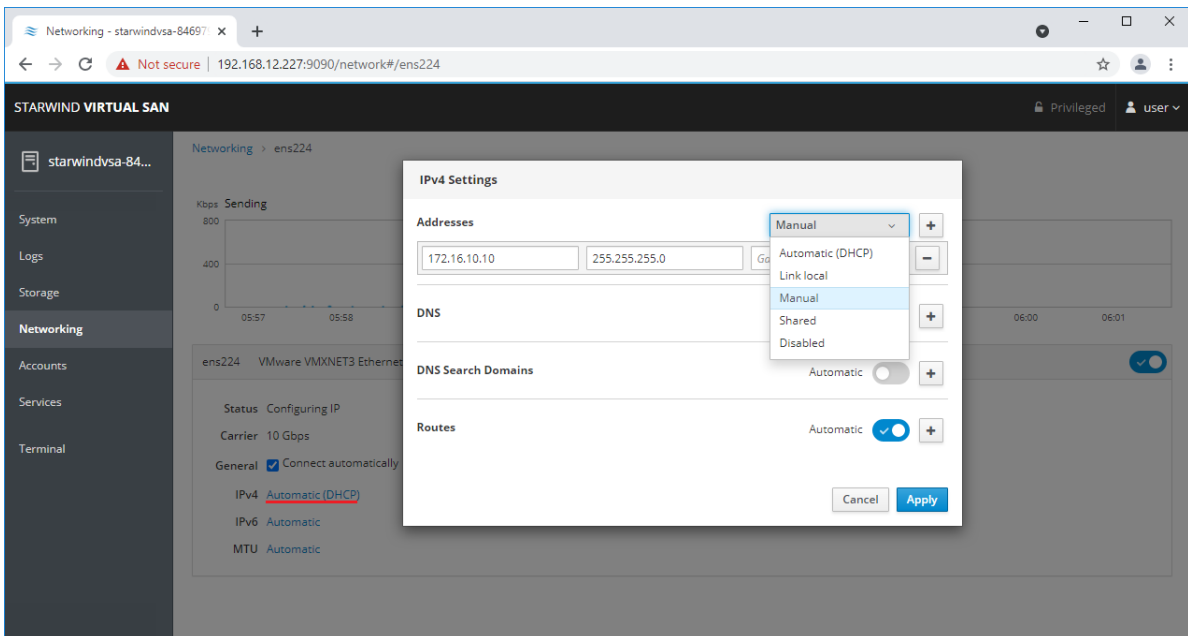 Networking - starwindvsa-84697
Not secure | 192.168.12.227:9090/network#/ens224
STARWIND VIRTUAL SAN
Privileged
user
starwindvsa-84...
System
Logs
Storage
Networking
Accounts
Services
Terminal
Networking > ens224
Kbps Sending
800
400
0
05:57 05:58 06:00 06:01
ens224 VMware VMXNET3 Ethernet
Status Configuring IP
Carrier 10 Gbps
General Connect automatically
IPv4 Automatic (DHCP)
IPv6 Automatic
MTU Automatic
IPv4 Settings
Addresses
Manual
172.16.10.10 255.255.255.0
Automatic (DHCP)
Link local
Manual
Shared
Disabled
DNS
DNS Search Domains Automatic
Routes Automatic
Cancel Apply